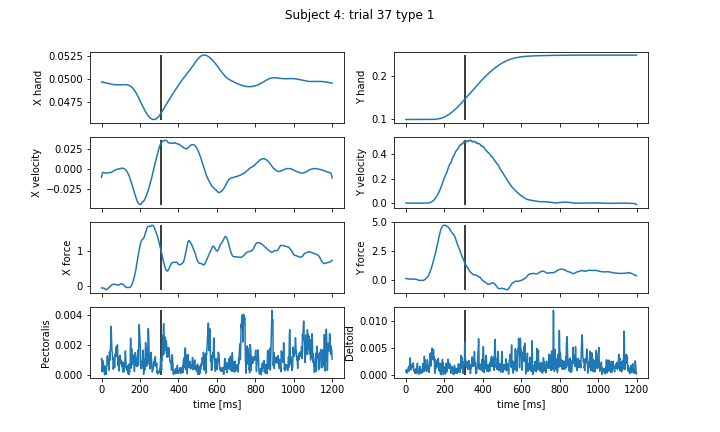 Subject 4: trial 37 type 1
X hand
0.0525
0.0500
0.0475
Y hand
0.2
0.1
X velocity
0.025
0.000
−0.025
Y velocity
0.4
0.2
0.0
X force
1
0
Y force
5.0
2.5
0.0
Pectoralis
0.004
0.002
0.000
0 200 400 600 800 1000 1200
time [ms]
Deltoid
0.010
0.005
0.000
0 200 400 600 800 1000 1200
time [ms]